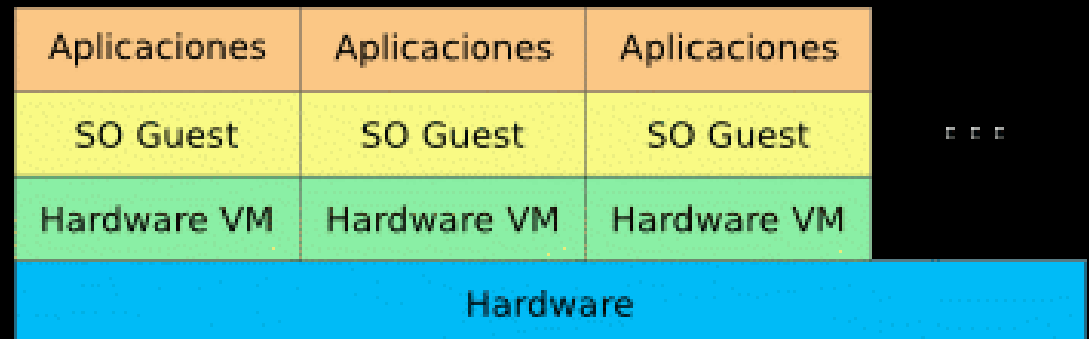 Aplicaciones Aplicaciones Aplicaciones
SO Guest SO Guest SO Guest
Hardware VM Hardware VM Hardware VM
Hardware